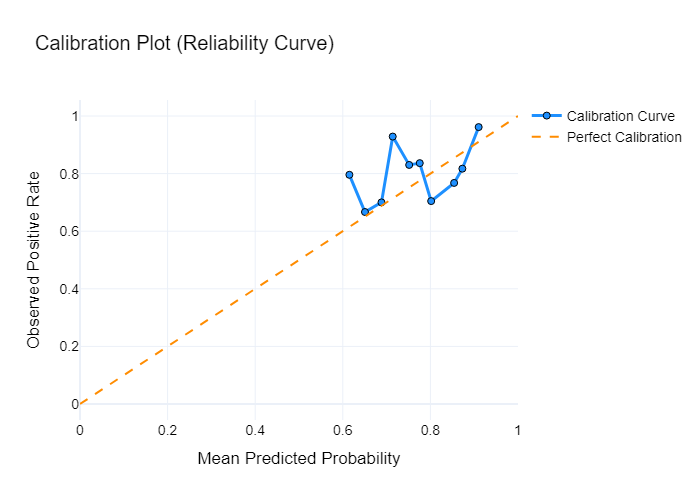 Calibration Plot (Reliability Curve)
Calibration Curve
Perfect Calibration
Observed Positive Rate
1
0.8
0.6
0.4
0.2
0
0 0.2 0.4 0.6 0.8 1
Mean Predicted Probability